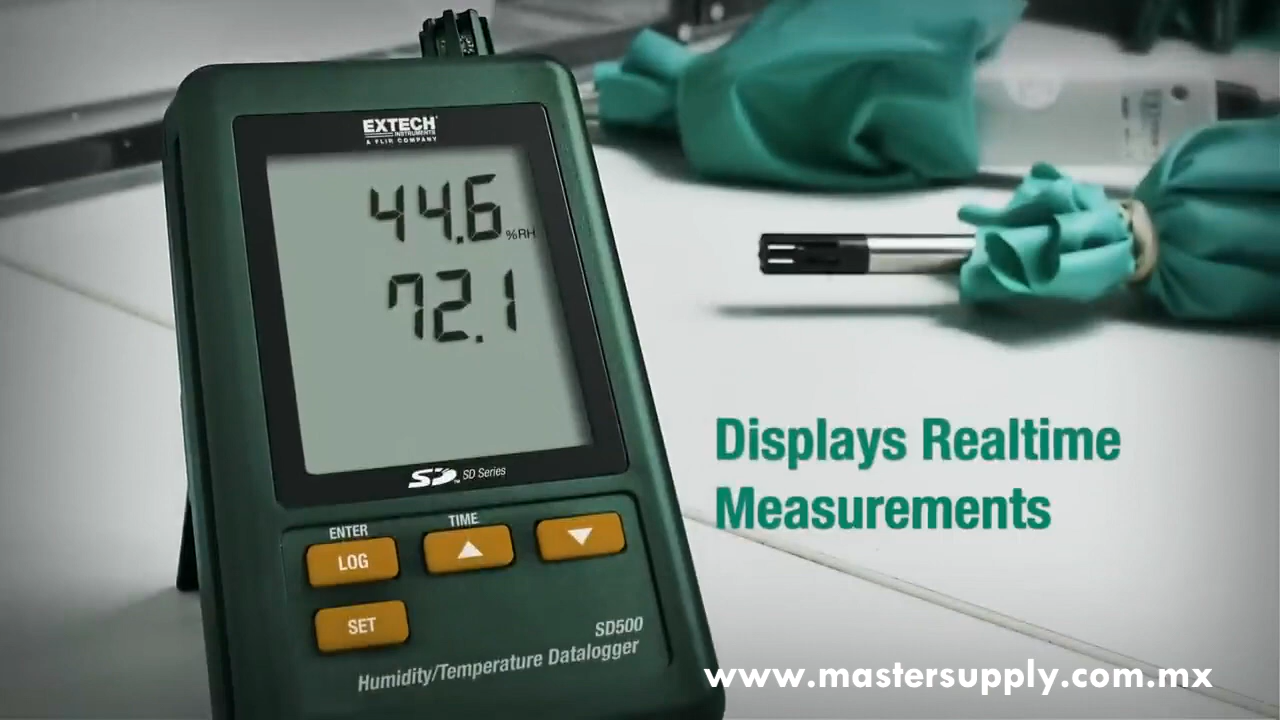 EXTECH
INSTRUMENTS
A FLIR COMPANY
44.6 %RH
72.1
SD SD Series
ENTER
TIME
LOG
SET
SD500
Humidity/Temperature Datalogger
Displays Realtime
Measurements
www.mastersupply.com.mx